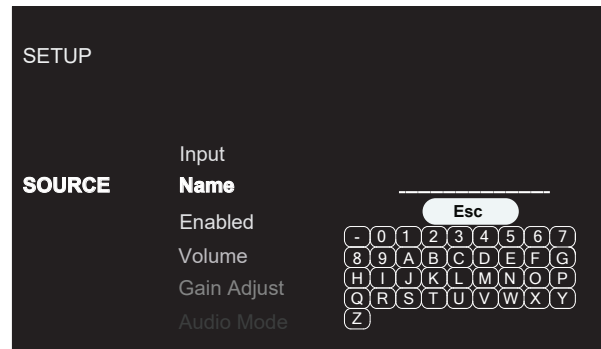 SETUP
Input
SOURCE Name _____________
Esc
Enabled
- 0 1 2 3 4 5 6 7
Volume
8 9 A B C D E F G
Gain Adjust
H I J K L M N O P
Q R S T U V W X Y
Audio Mode
Z